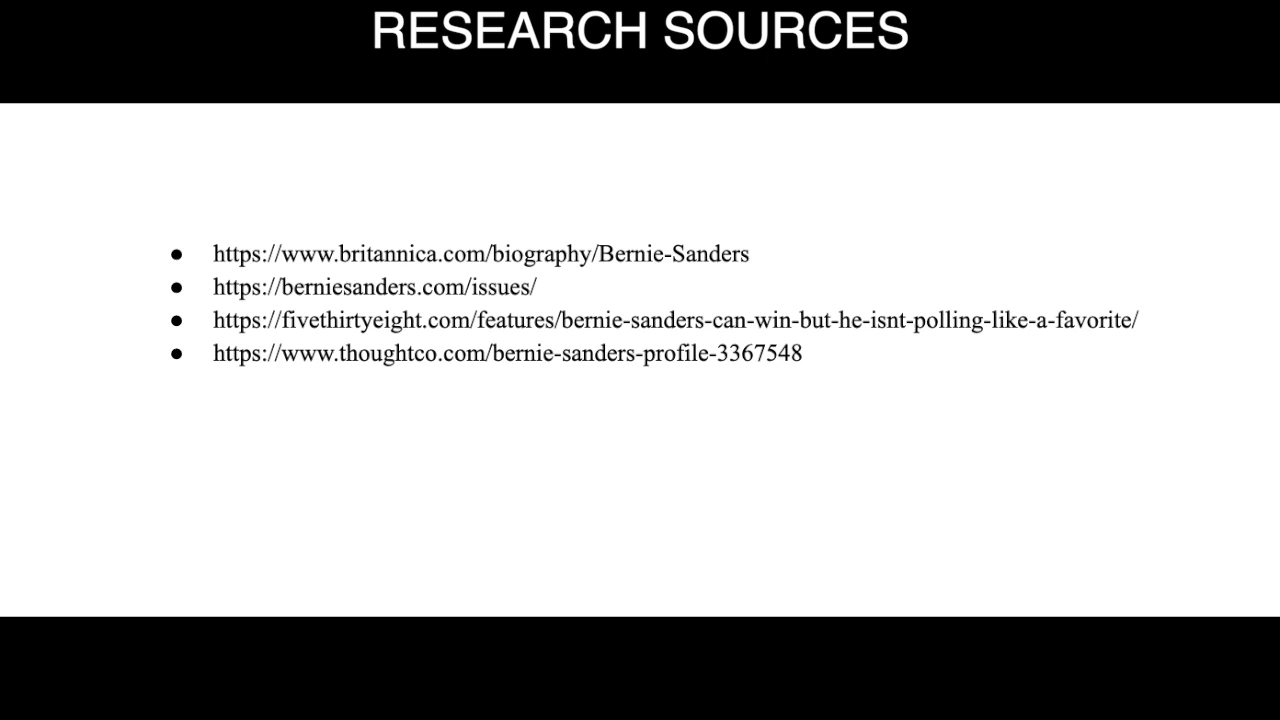 RESEARCH SOURCES
● https://www.britannica.com/biography/Bernie-Sanders
● https://berniesanders.com/issues/
● https://fivethirtyeight.com/features/bernie-sanders-can-win-but-he-isnt-polling-like-a-favorite/
● https://www.thoughtco.com/bernie-sanders-profile-3367548